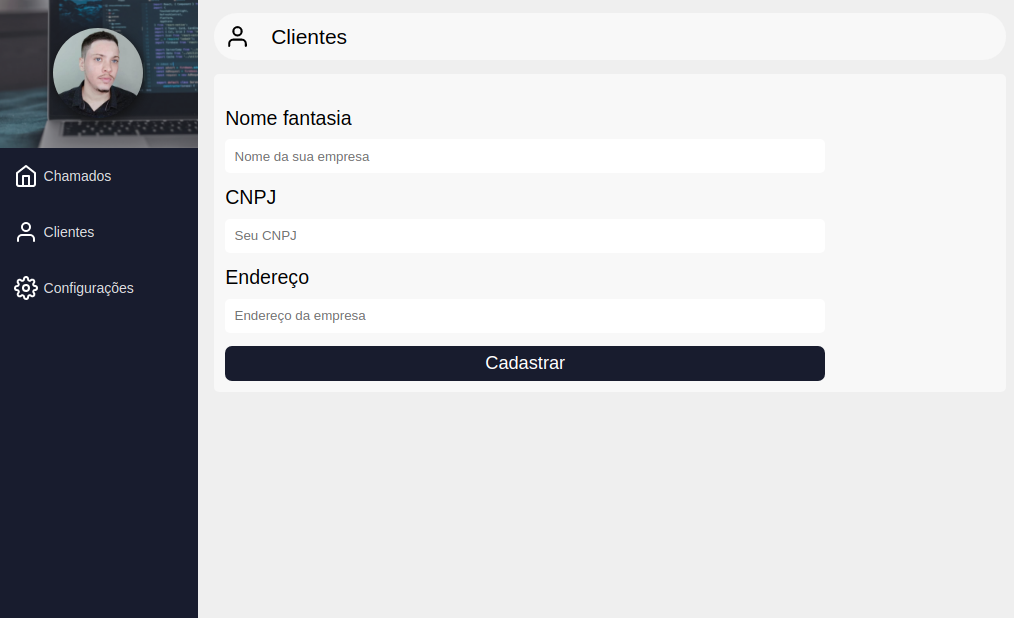 Clientes
Chamados
Clientes
Configurações
Nome fantasia
Nome da sua empresa
CNPJ
Seu CNPJ
Endereço
Endereço da empresa
Cadastrar